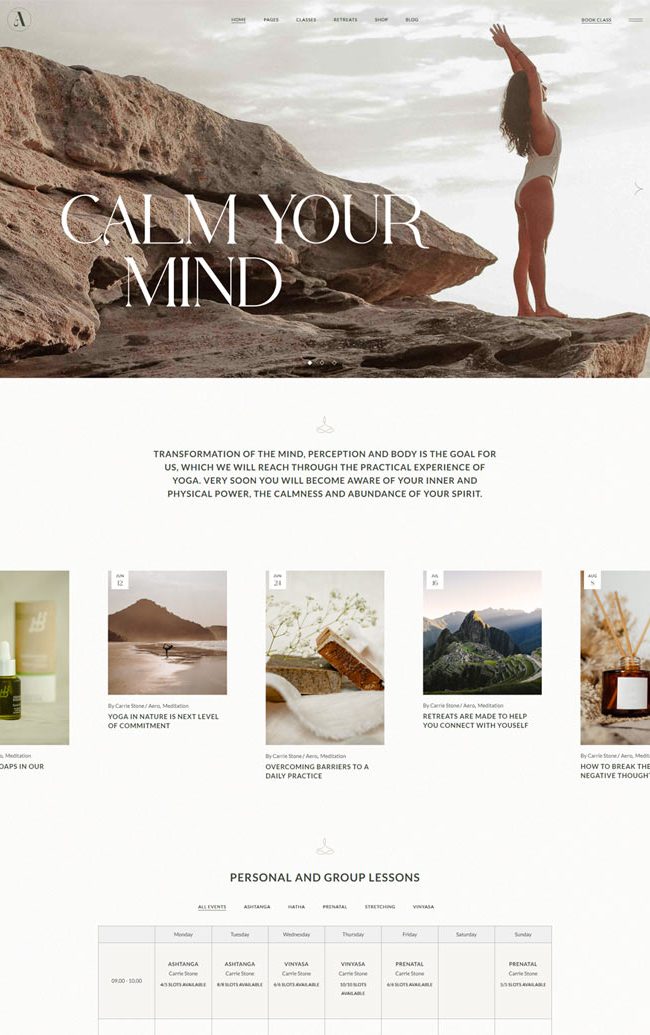 A
HOME PAGES CLASSES RETREATS SHOP BLOG
BOOK CLASS
CALM YOUR
MIND
TRANSFORMATION OF THE MIND, PERCEPTION AND BODY IS THE GOAL FOR
US, WHICH WE WILL REACH THROUGH THE PRACTICAL EXPERIENCE OF
YOGA. VERY SOON YOU WILL BECOME AWARE OF YOUR INNER AND
PHYSICAL POWER, THE CALMNESS AND ABUNDANCE OF YOUR SPIRIT.
o, Meditation
OAPS IN OUR
JUN
12
By Carrie Stone / Aero, Meditation
YOGA IN NATURE IS NEXT LEVEL
OF COMMITMENT
JUN
24
By Carrie Stone / Aero, Meditation
OVERCOMING BARRIERS TO A
DAILY PRACTICE
JUL
16
By Carrie Stone / Aero, Meditation
RETREATS ARE MADE TO HELP
YOU CONNECT WITH YOUSELF
AUG
8
By Carrie Stone / Aero, Medit
HOW TO BREAK THE
NEGATIVE THOUGHT
PERSONAL AND GROUP LESSONS
ALL EVENTS ASHTANGA HATHA PRENATAL STRETCHING VINYASA
Monday Tuesday Wednesday Thursday Friday Saturday Sunday
09.00 - 10.00
ASHTANGA
Carrie Stone
4/5 SLOTS AVAILABLE
ASHTANGA
Carrie Stone
8/8 SLOTS AVAILABLE
VINYASA
Carrie Stone
6/6 SLOTS AVAILABLE
VINYASA
Carrie Stone
10/10 SLOTS
AVAILABLE
PRENATAL
Carrie Stone
6/6 SLOTS AVAILABLE
PRENATAL
Carrie Stone
5/5 SLOTS AVAILABLE